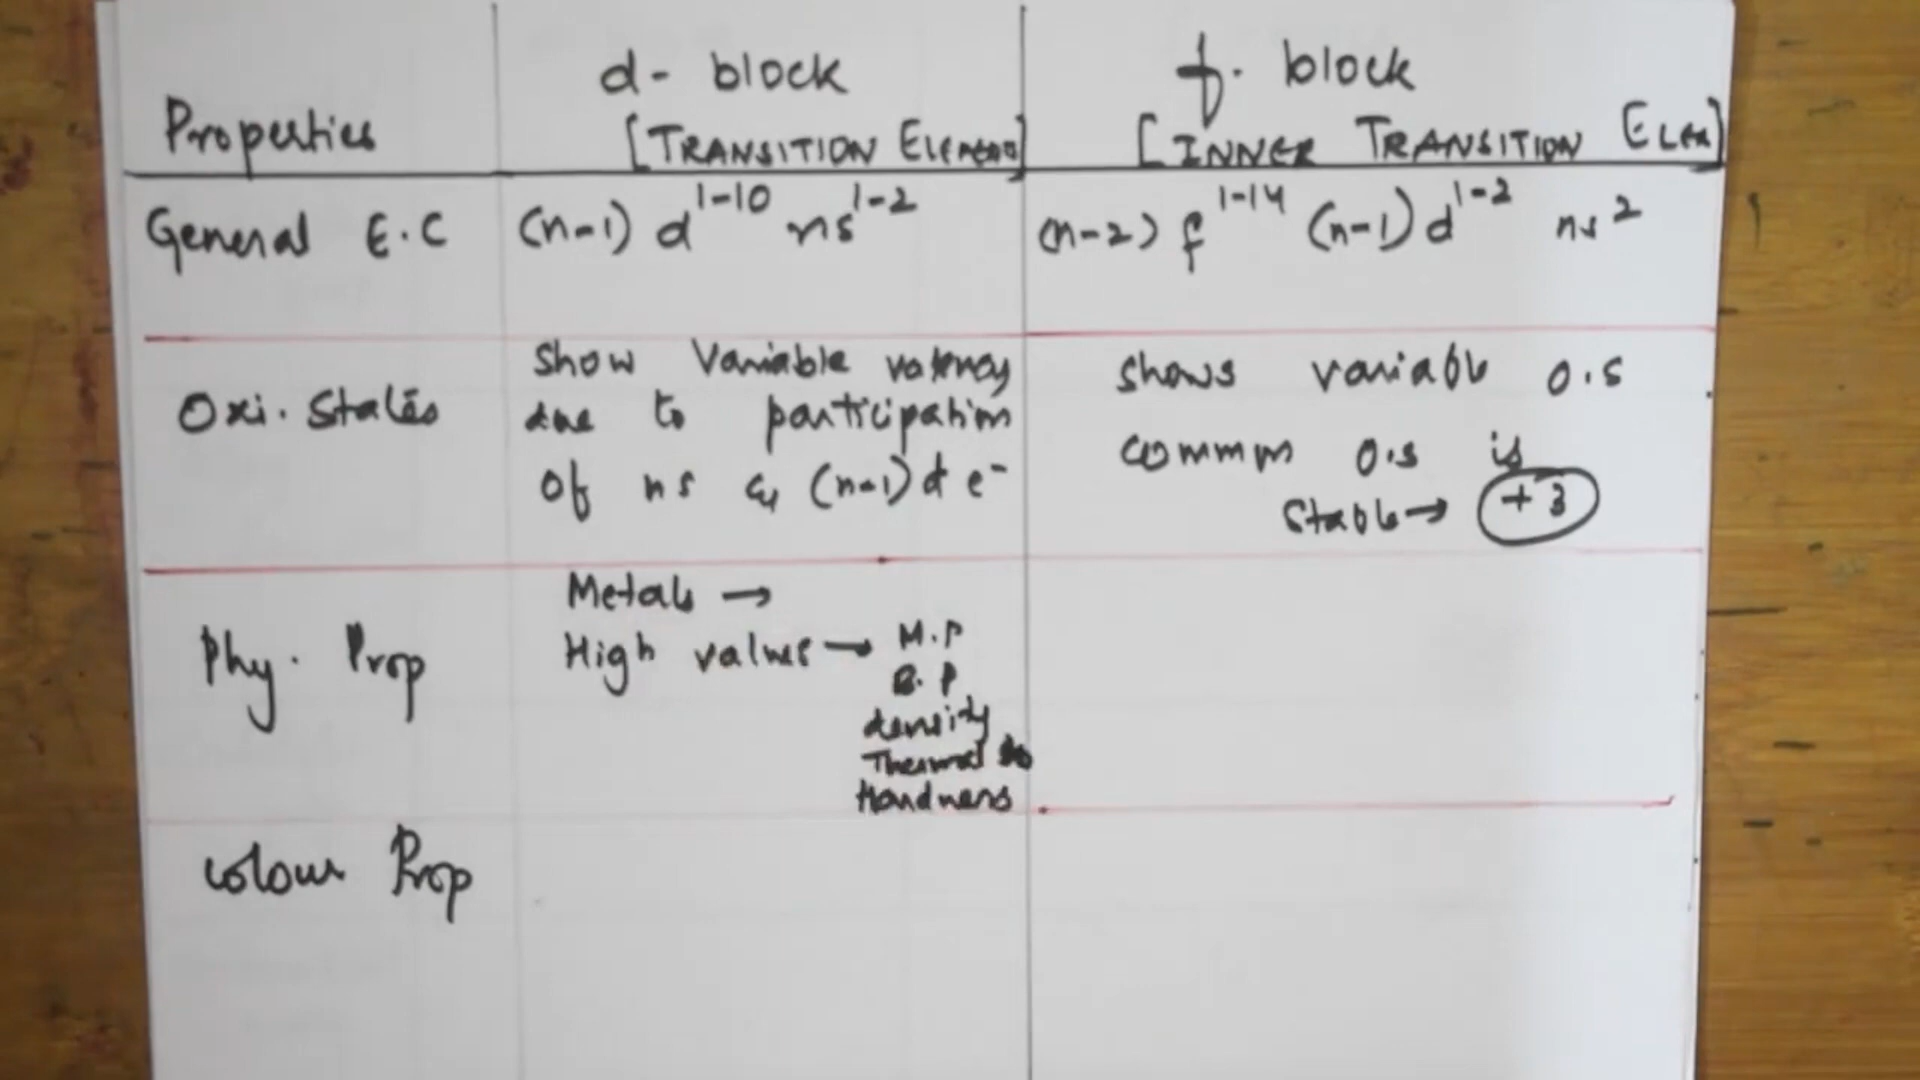 Properties
d- block
[TRANSITION Elements]
f. block
[INNER TRANSITION Elem]
General E.C
(n-1) d¹⁻¹⁰ ns¹⁻²
(n-2) f¹⁻¹⁴ (n-1) d¹⁻² ns²
Oxi. States
Show Variable valency
due to participation
of ns & (n-1)d e⁻
shows variable O.S
common O.S is
Stable → +3
Phy. Prop
Metals →
High values → M.P
B.P
density
Thermal
Hardness
Colour Prop